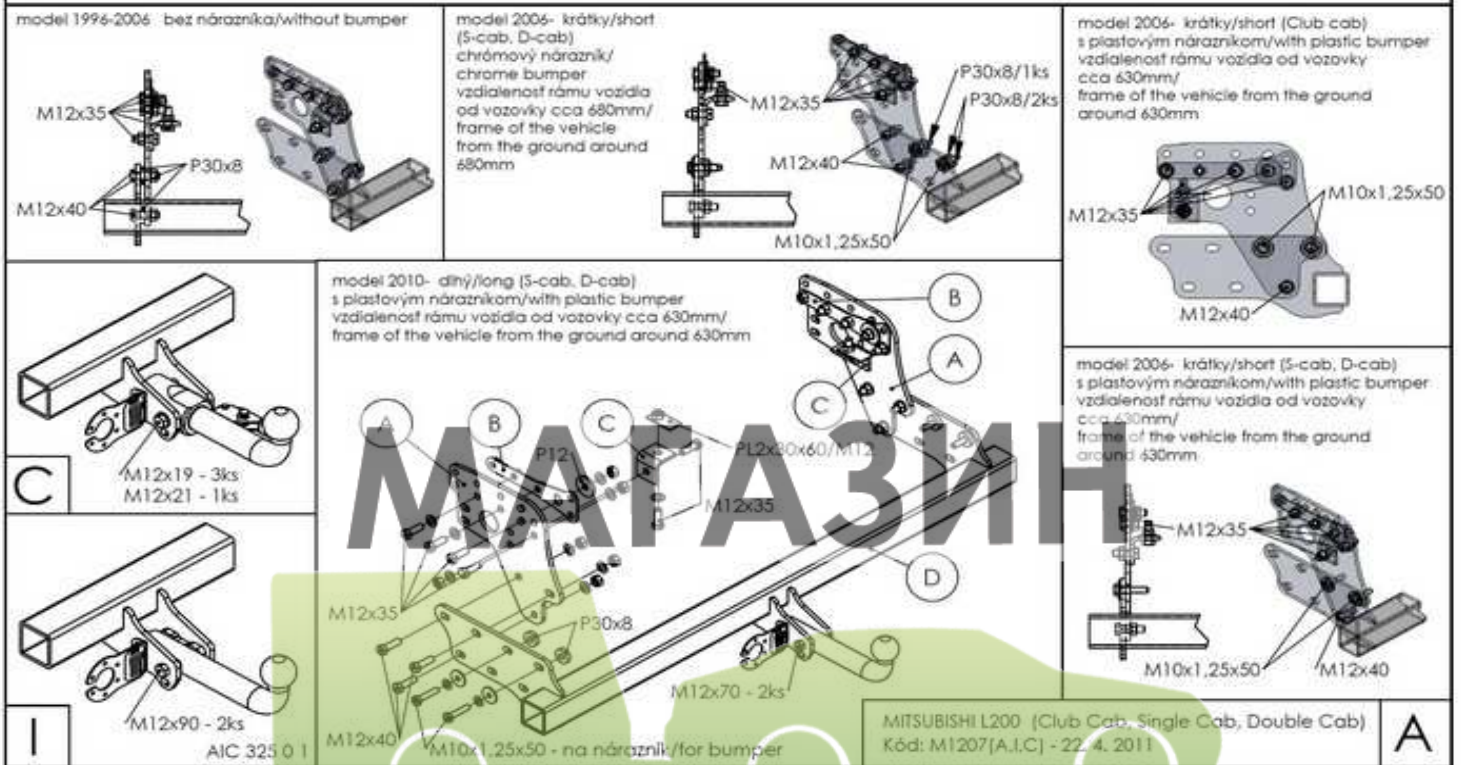 model 1996-2006 bez nárazníka/without bumper
M12x35
P30x8
M12x40
model 2006- krátky/short
(S-cab, D-cab)
chrómový nárazník/
chrome bumper
vzdialenosť rámu vozidla
od vozovky cca 680mm/
frame of the vehicle
from the ground around
680mm
M12x35
P30x8/1ks
P30x8/2ks
M12x40
M10x1,25x50
model 2006- krátky/short (Club cab)
s plastovým nárazníkom/with plastic bumper
vzdialenosť rámu vozidla od vozovky
cca 630mm/
frame of the vehicle from the ground
around 630mm
M12x35
M10x1,25x50
M12x40
M12x19 - 3ks
M12x21 - 1ks
C
M12x90 - 2ks
I
AIC 325 0 1
model 2010- dlhý/long (S-cab, D-cab)
s plastovým nárazníkom/with plastic bumper
vzdialenosť rámu vozidla od vozovky cca 630mm/
frame of the vehicle from the ground around 630mm
B
A
C
A
B
C
P12
PL2x30x60/M12
M12x35
МАГАЗИН
D
M12x35
P30x8
M12x70 - 2ks
M12x40
M10x1,25x50 - na nárazník/for bumper
model 2006- krátky/short (S-cab, D-cab)
s plastovým nárazníkom/with plastic bumper
vzdialenosť rámu vozidla od vozovky
cca 630mm/
frame of the vehicle from the ground
around 630mm
M12x35
M10x1,25x50
M12x40
MITSUBISHI L200 (Club Cab, Single Cab, Double Cab)
Kód: M1207(A,I,C) - 22. 4. 2011
A